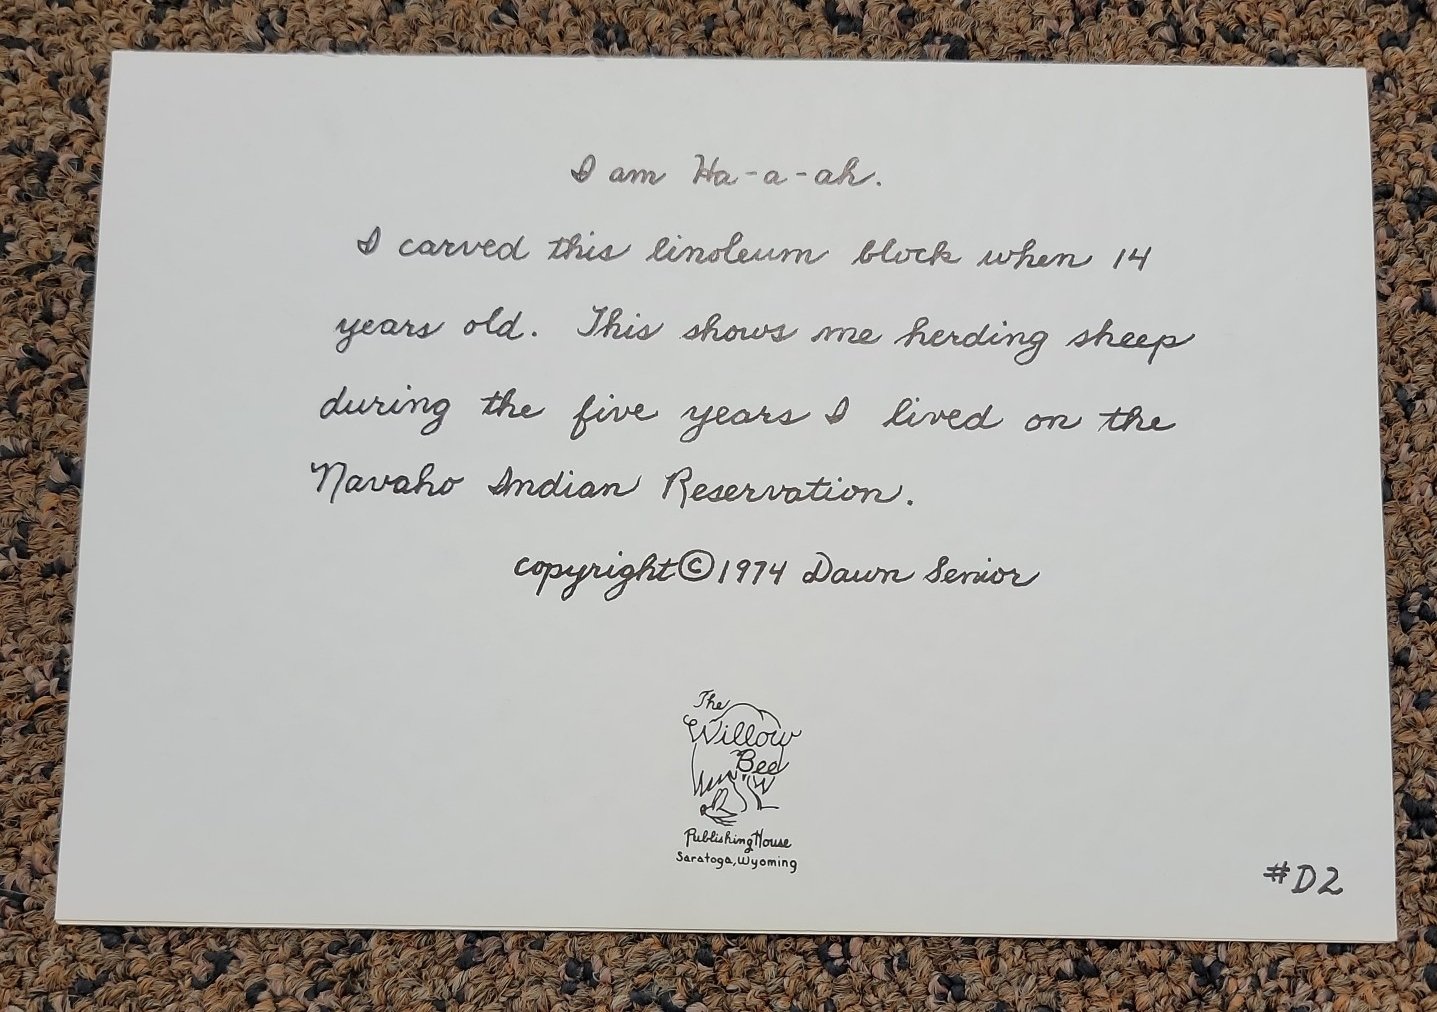 I am Ha-a-ah.
I carved this linoleum block when 14
years old. This shows me herding sheep
during the five years I lived on the
Navaho Indian Reservation.
copyright©1974 Dawn Senior
The
Willow
Bee
Publishing House
Saratoga, Wyoming
#D2